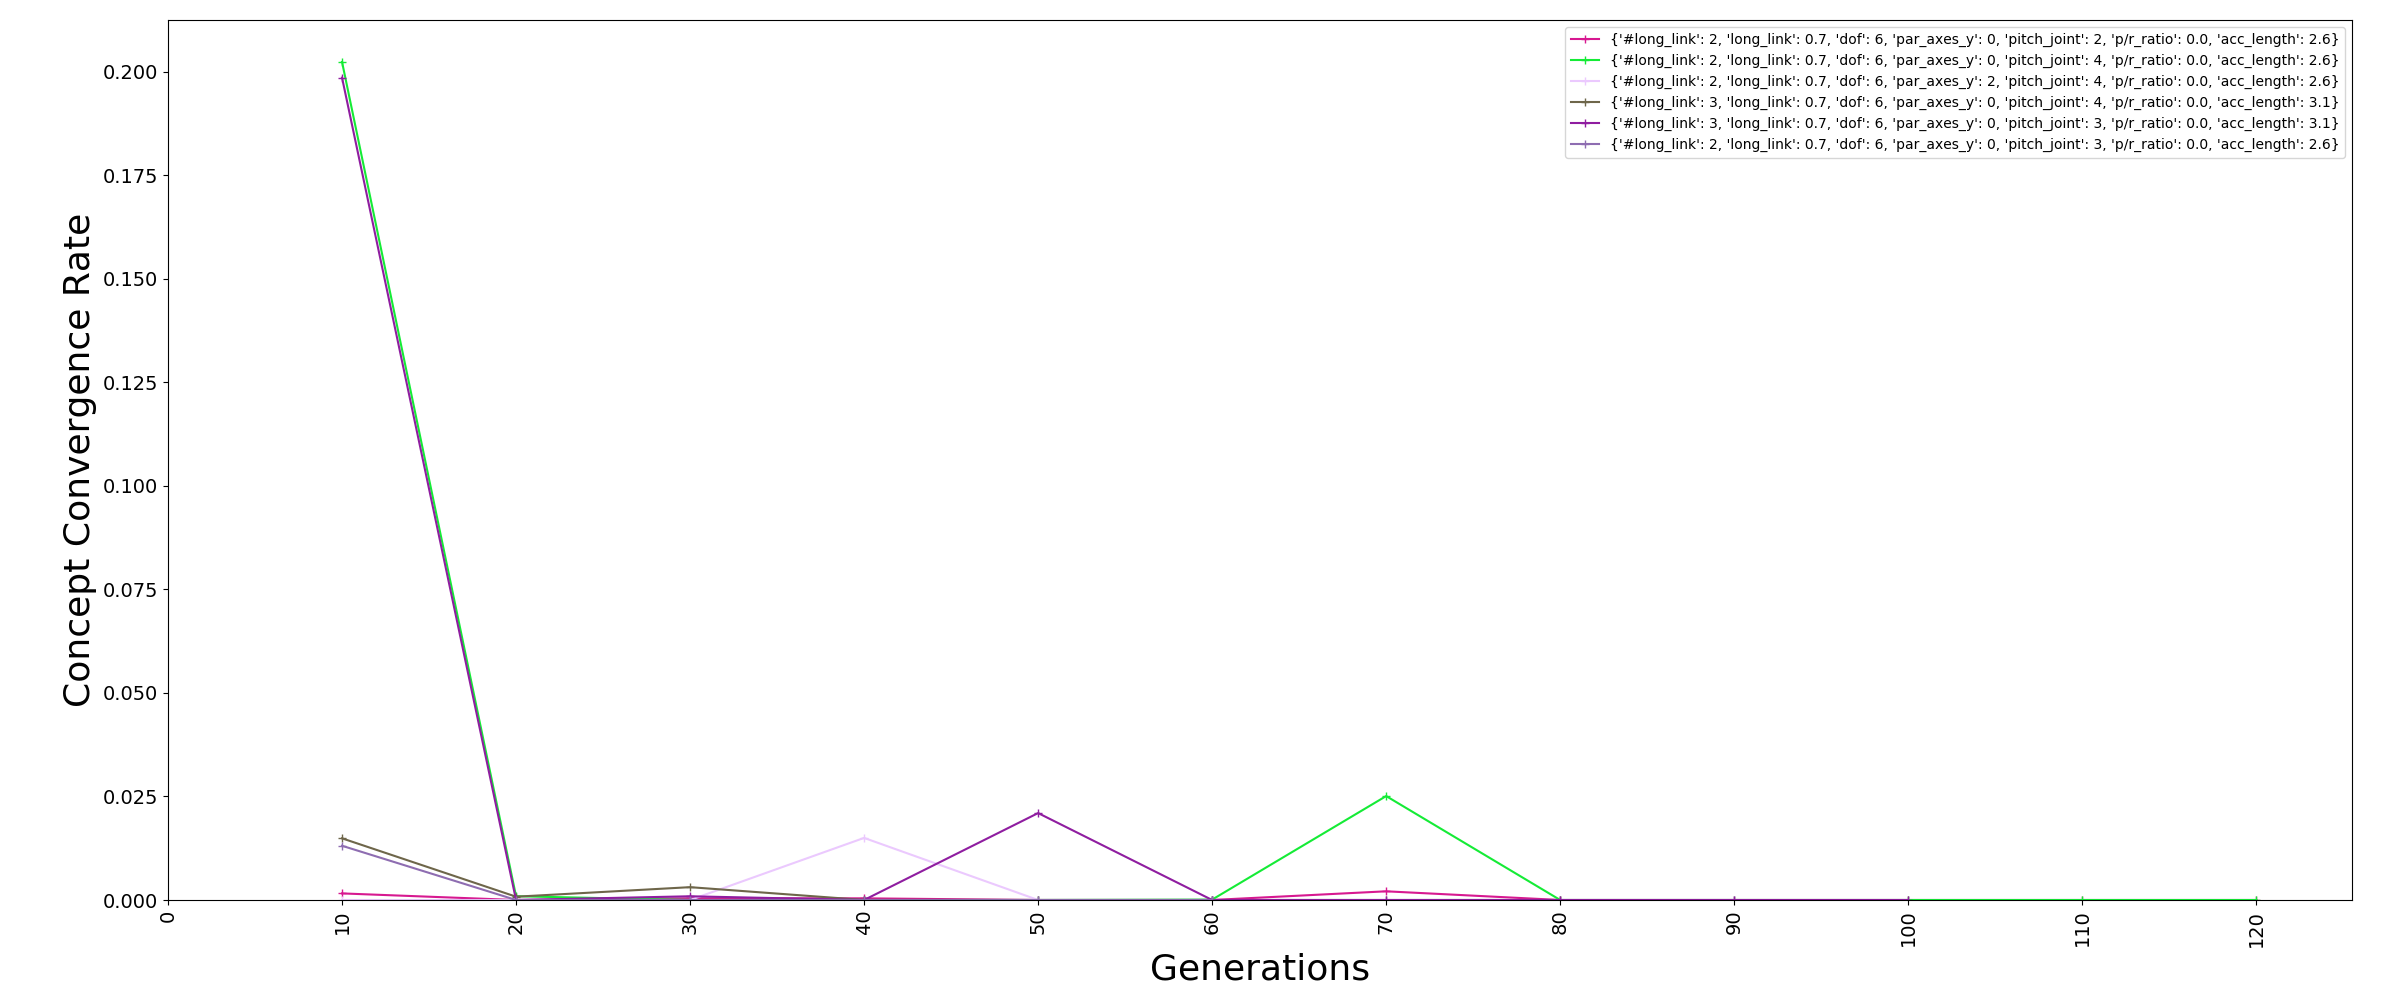 {'#long_link': 2, 'long_link': 0.7, 'dof': 6, 'par_axes_y': 0, 'pitch_joint': 2, 'p/r_ratio': 0.0, 'acc_length': 2.6}
{'#long_link': 2, 'long_link': 0.7, 'dof': 6, 'par_axes_y': 0, 'pitch_joint': 4, 'p/r_ratio': 0.0, 'acc_length': 2.6}
{'#long_link': 2, 'long_link': 0.7, 'dof': 6, 'par_axes_y': 2, 'pitch_joint': 4, 'p/r_ratio': 0.0, 'acc_length': 2.6}
{'#long_link': 3, 'long_link': 0.7, 'dof': 6, 'par_axes_y': 0, 'pitch_joint': 4, 'p/r_ratio': 0.0, 'acc_length': 3.1}
{'#long_link': 3, 'long_link': 0.7, 'dof': 6, 'par_axes_y': 0, 'pitch_joint': 3, 'p/r_ratio': 0.0, 'acc_length': 3.1}
{'#long_link': 2, 'long_link': 0.7, 'dof': 6, 'par_axes_y': 0, 'pitch_joint': 3, 'p/r_ratio': 0.0, 'acc_length': 2.6}
Concept Convergence Rate
0.200
0.175
0.150
0.125
0.100
0.075
0.050
0.025
0.000
0 10 20 30 40 50 60 70 80 90 100 110 120
Generations